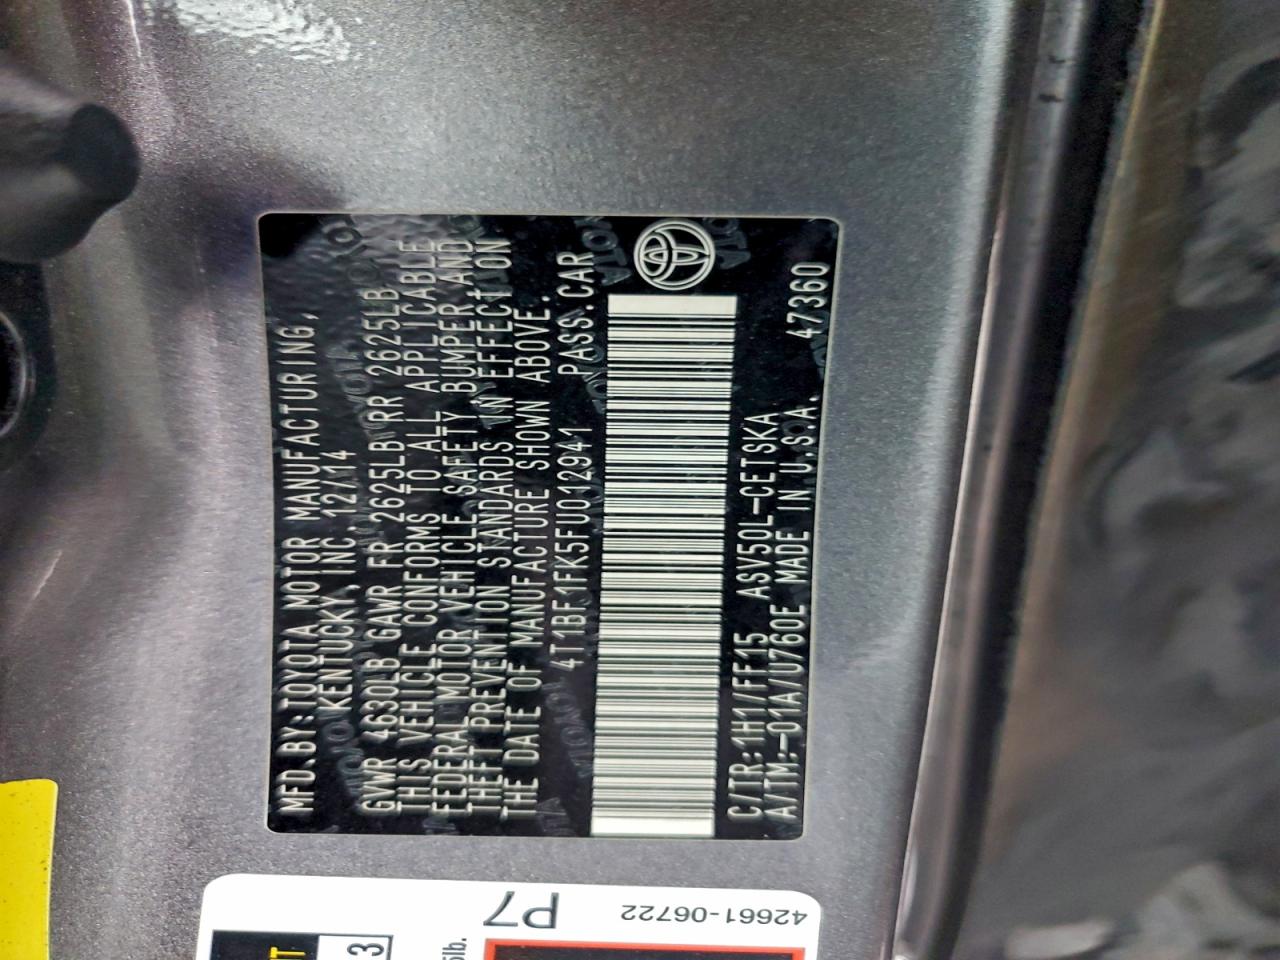 MFD.BY:TOYOTA MOTOR MANUFACTURING,
KENTUCKY, INC. 12/14
GVWR 4630LB GAWR FR 2625LB RR 2625LB
THIS VEHICLE CONFORMS TO ALL APPLICABLE
FEDERAL MOTOR VEHICLE SAFETY, BUMPER, AND
THEFT PREVENTION STANDARDS IN EFFECT ON
THE DATE OF MANUFACTURE SHOWN ABOVE.
4T1BF1FK5FU012941 PASS. CAR
C/TR:1H1/FF15 ASV50L-CETSKA
A/TM:-01A/U760E MADE IN U.S.A. 47360
P7
42661-06722
3
5lb.